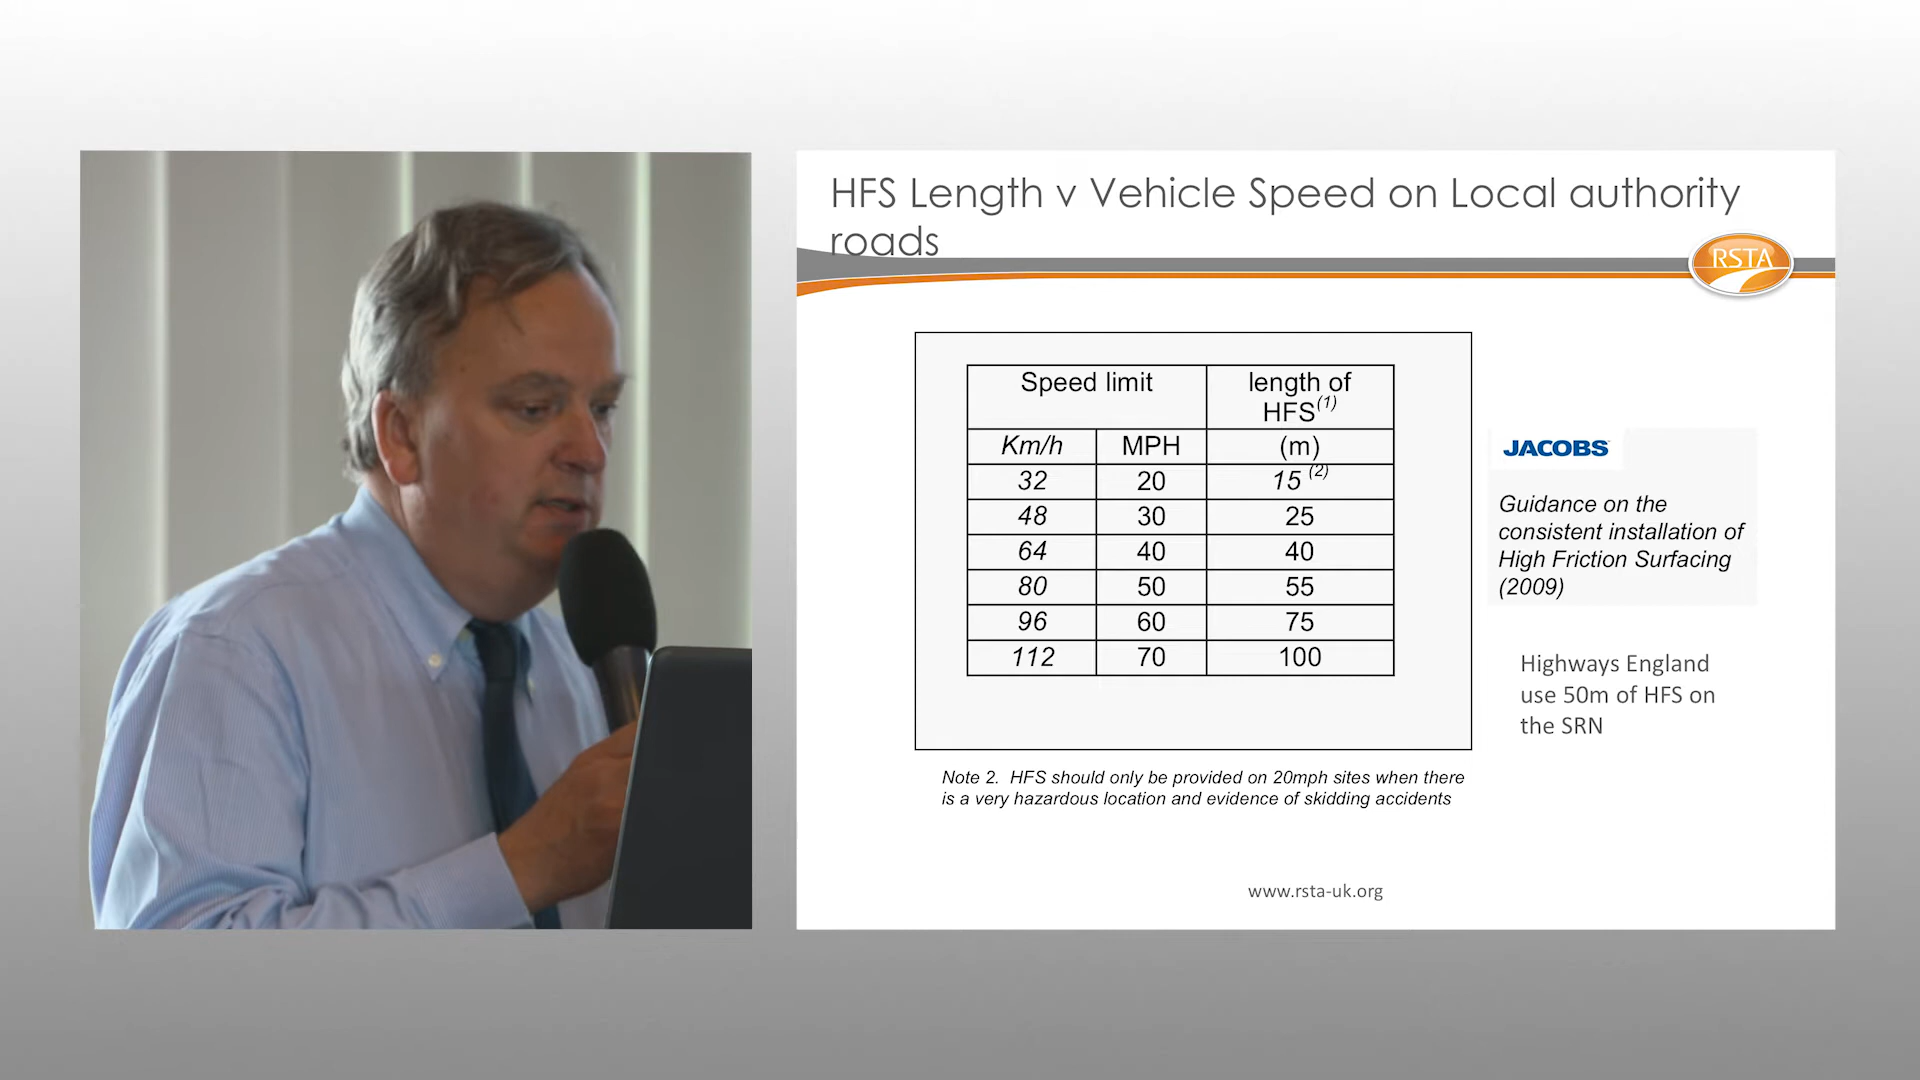 HFS Length v Vehicle Speed on Local authority
roads
RSTA
Speed limit length of
HFS(1)
Km/h MPH (m)
32 20 15 (2)
48 30 25
64 40 40
80 50 55
96 60 75
112 70 100
JACOBS
Guidance on the
consistent installation of
High Friction Surfacing
(2009)
Highways England
use 50m of HFS on
the SRN
Note 2. HFS should only be provided on 20mph sites when there
is a very hazardous location and evidence of skidding accidents
www.rsta-uk.org